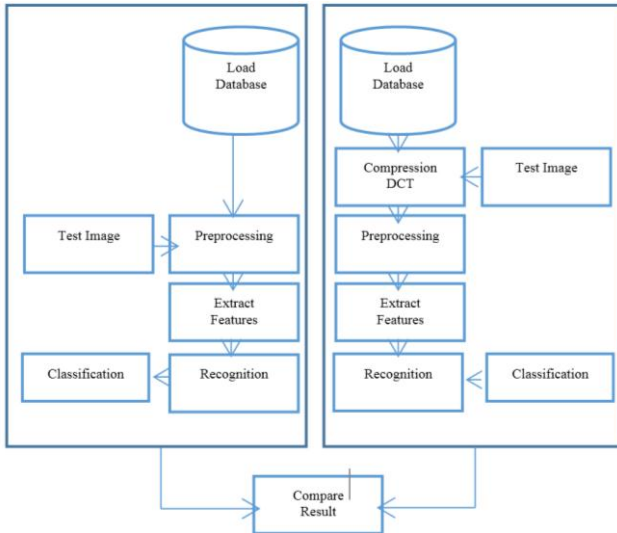 Load
Database
Test Image
Preprocessing
Extract
Features
Classification
Recognition
Load
Database
Compression
DCT
Test Image
Preprocessing
Extract
Features
Recognition
Classification
Compare
Result